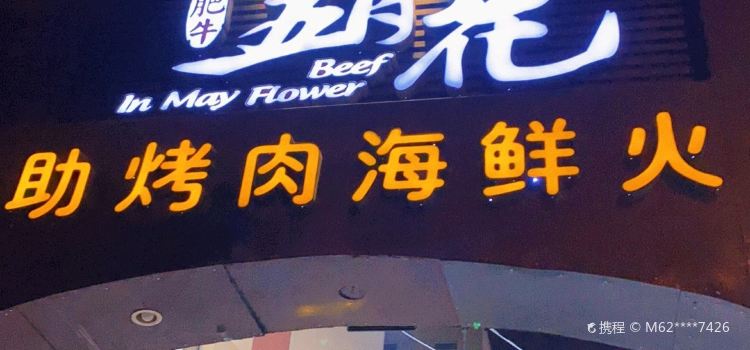 肥牛
五月花
Beef
In May Flower
助烤肉海鲜火
携程 © M62****7426